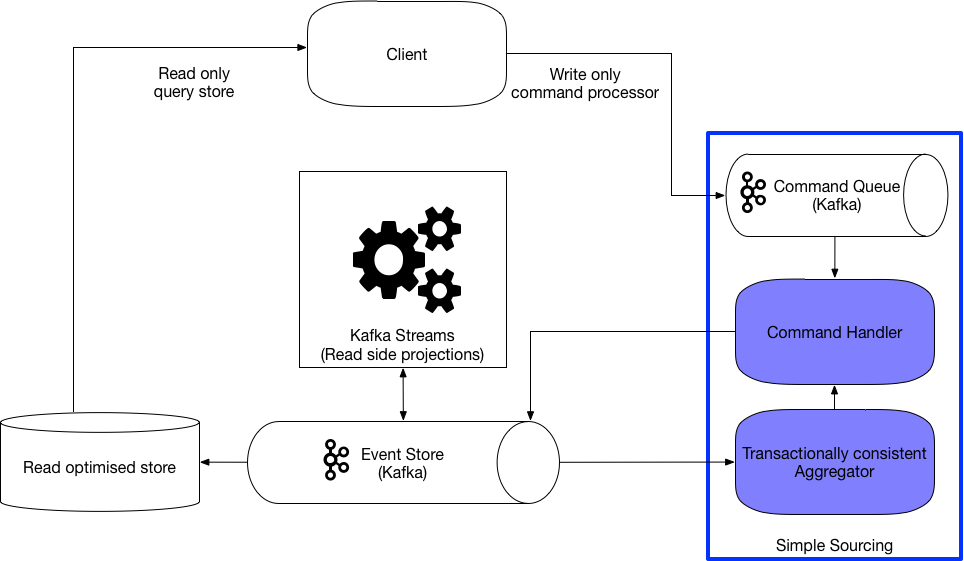 Client
Read only
query store
Write only
command processor
Command Queue
(Kafka)
Command Handler
Kafka Streams
(Read side projections)
Read optimised store
Event Store
(Kafka)
Transactionally consistent
Aggregator
Simple Sourcing